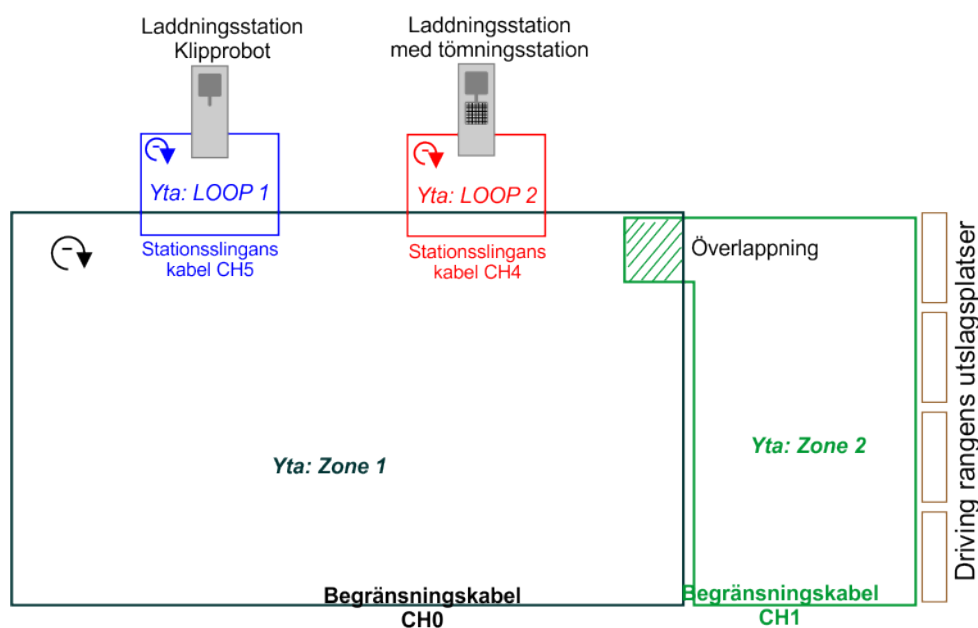 Laddningsstation
Klipprobot
Laddningsstation
med tömningsstation
Yta: LOOP 1
Yta: LOOP 2
Stationsslingans
kabel CH5
Stationsslingans
kabel CH4
Överlappning
Yta: Zone 1
Yta: Zone 2
Driving rangens utslagsplatser
Begränsningskabel
CH0
Begränsningskabel
CH1